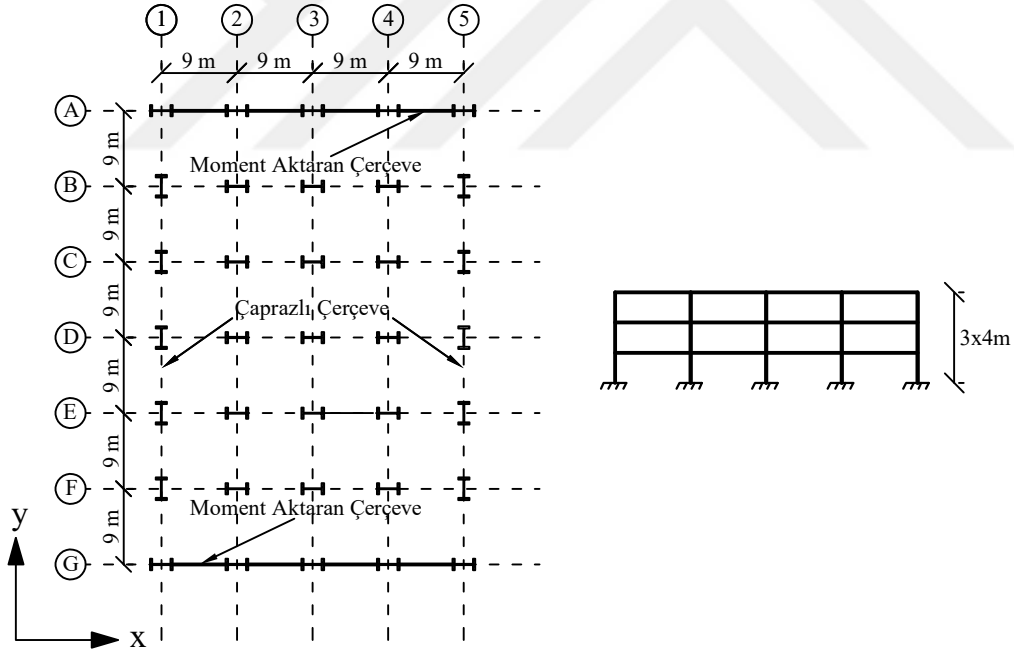 1 2 3 4 5
9 m 9 m 9 m 9 m
A
9 m
Moment Aktaran Çerçeve
B
9 m
C
9 m
Çaprazlı Çerçeve
D
3x4m
9 m
E
9 m
F
Moment Aktaran Çerçeve
9 m
G
y
x